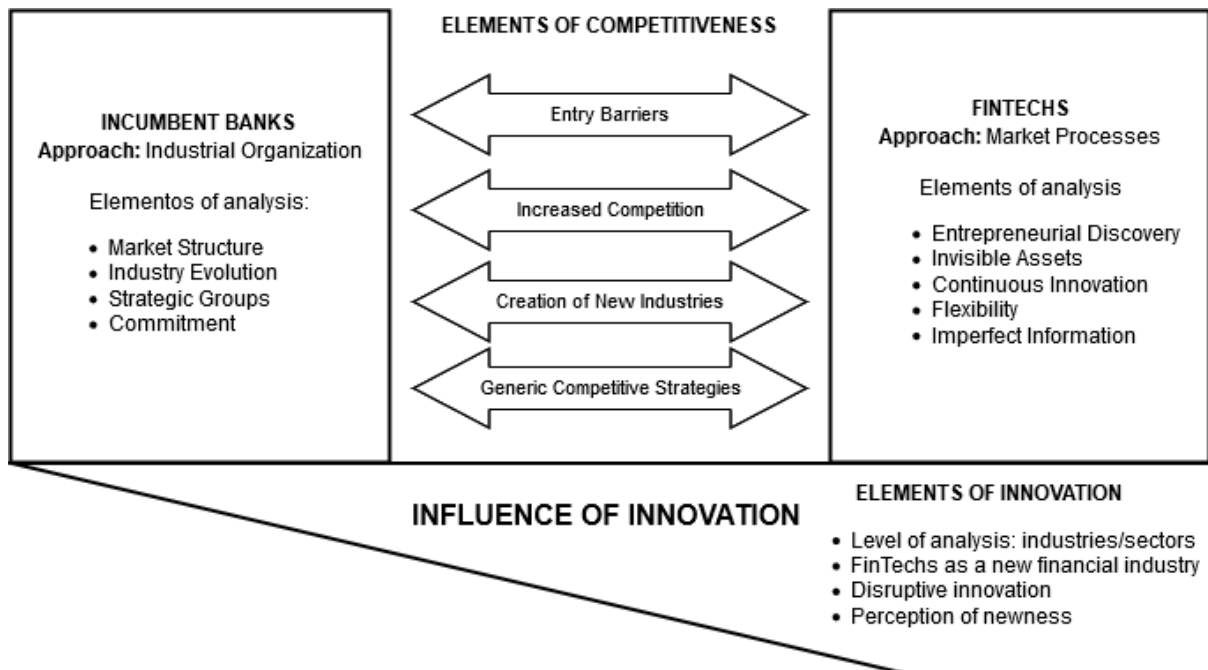 ELEMENTS OF COMPETITIVENESS
INCUMBENT BANKS
Approach: Industrial Organization
Elementos of analysis:
• Market Structure
• Industry Evolution
• Strategic Groups
• Commitment
Entry Barriers
Increased Competition
Creation of New Industries
Generic Competitive Strategies
FINTECHS
Approach: Market Processes
Elements of analysis
• Entrepreneurial Discovery
• Invisible Assets
• Continuous Innovation
• Flexibility
• Imperfect Information
INFLUENCE OF INNOVATION
ELEMENTS OF INNOVATION
• Level of analysis: industries/sectors
• FinTechs as a new financial industry
• Disruptive innovation
• Perception of newness